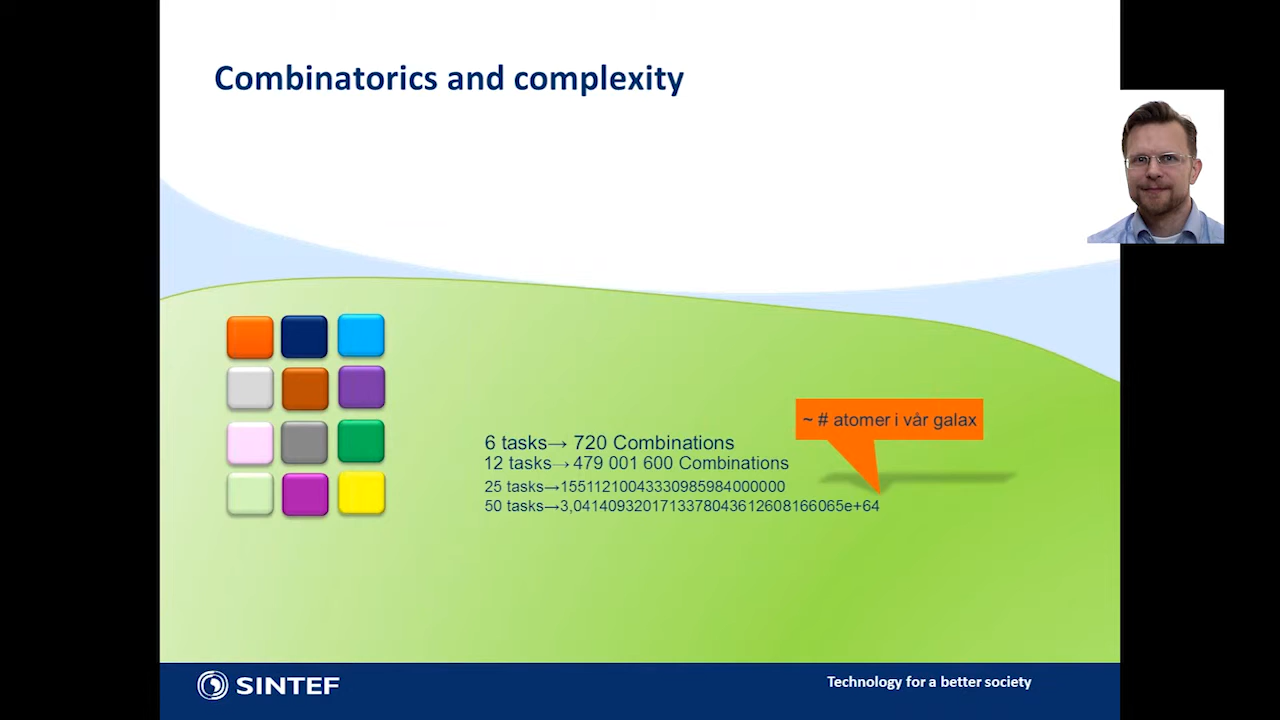 Combinatorics and complexity
~ # atomer i vår galax
6 tasks→ 720 Combinations
12 tasks→479 001 600 Combinations
25 tasks→15511210043330985984000000
50 tasks→3,0414093201713378043612608166065e+64
SINTEF
Technology for a better society